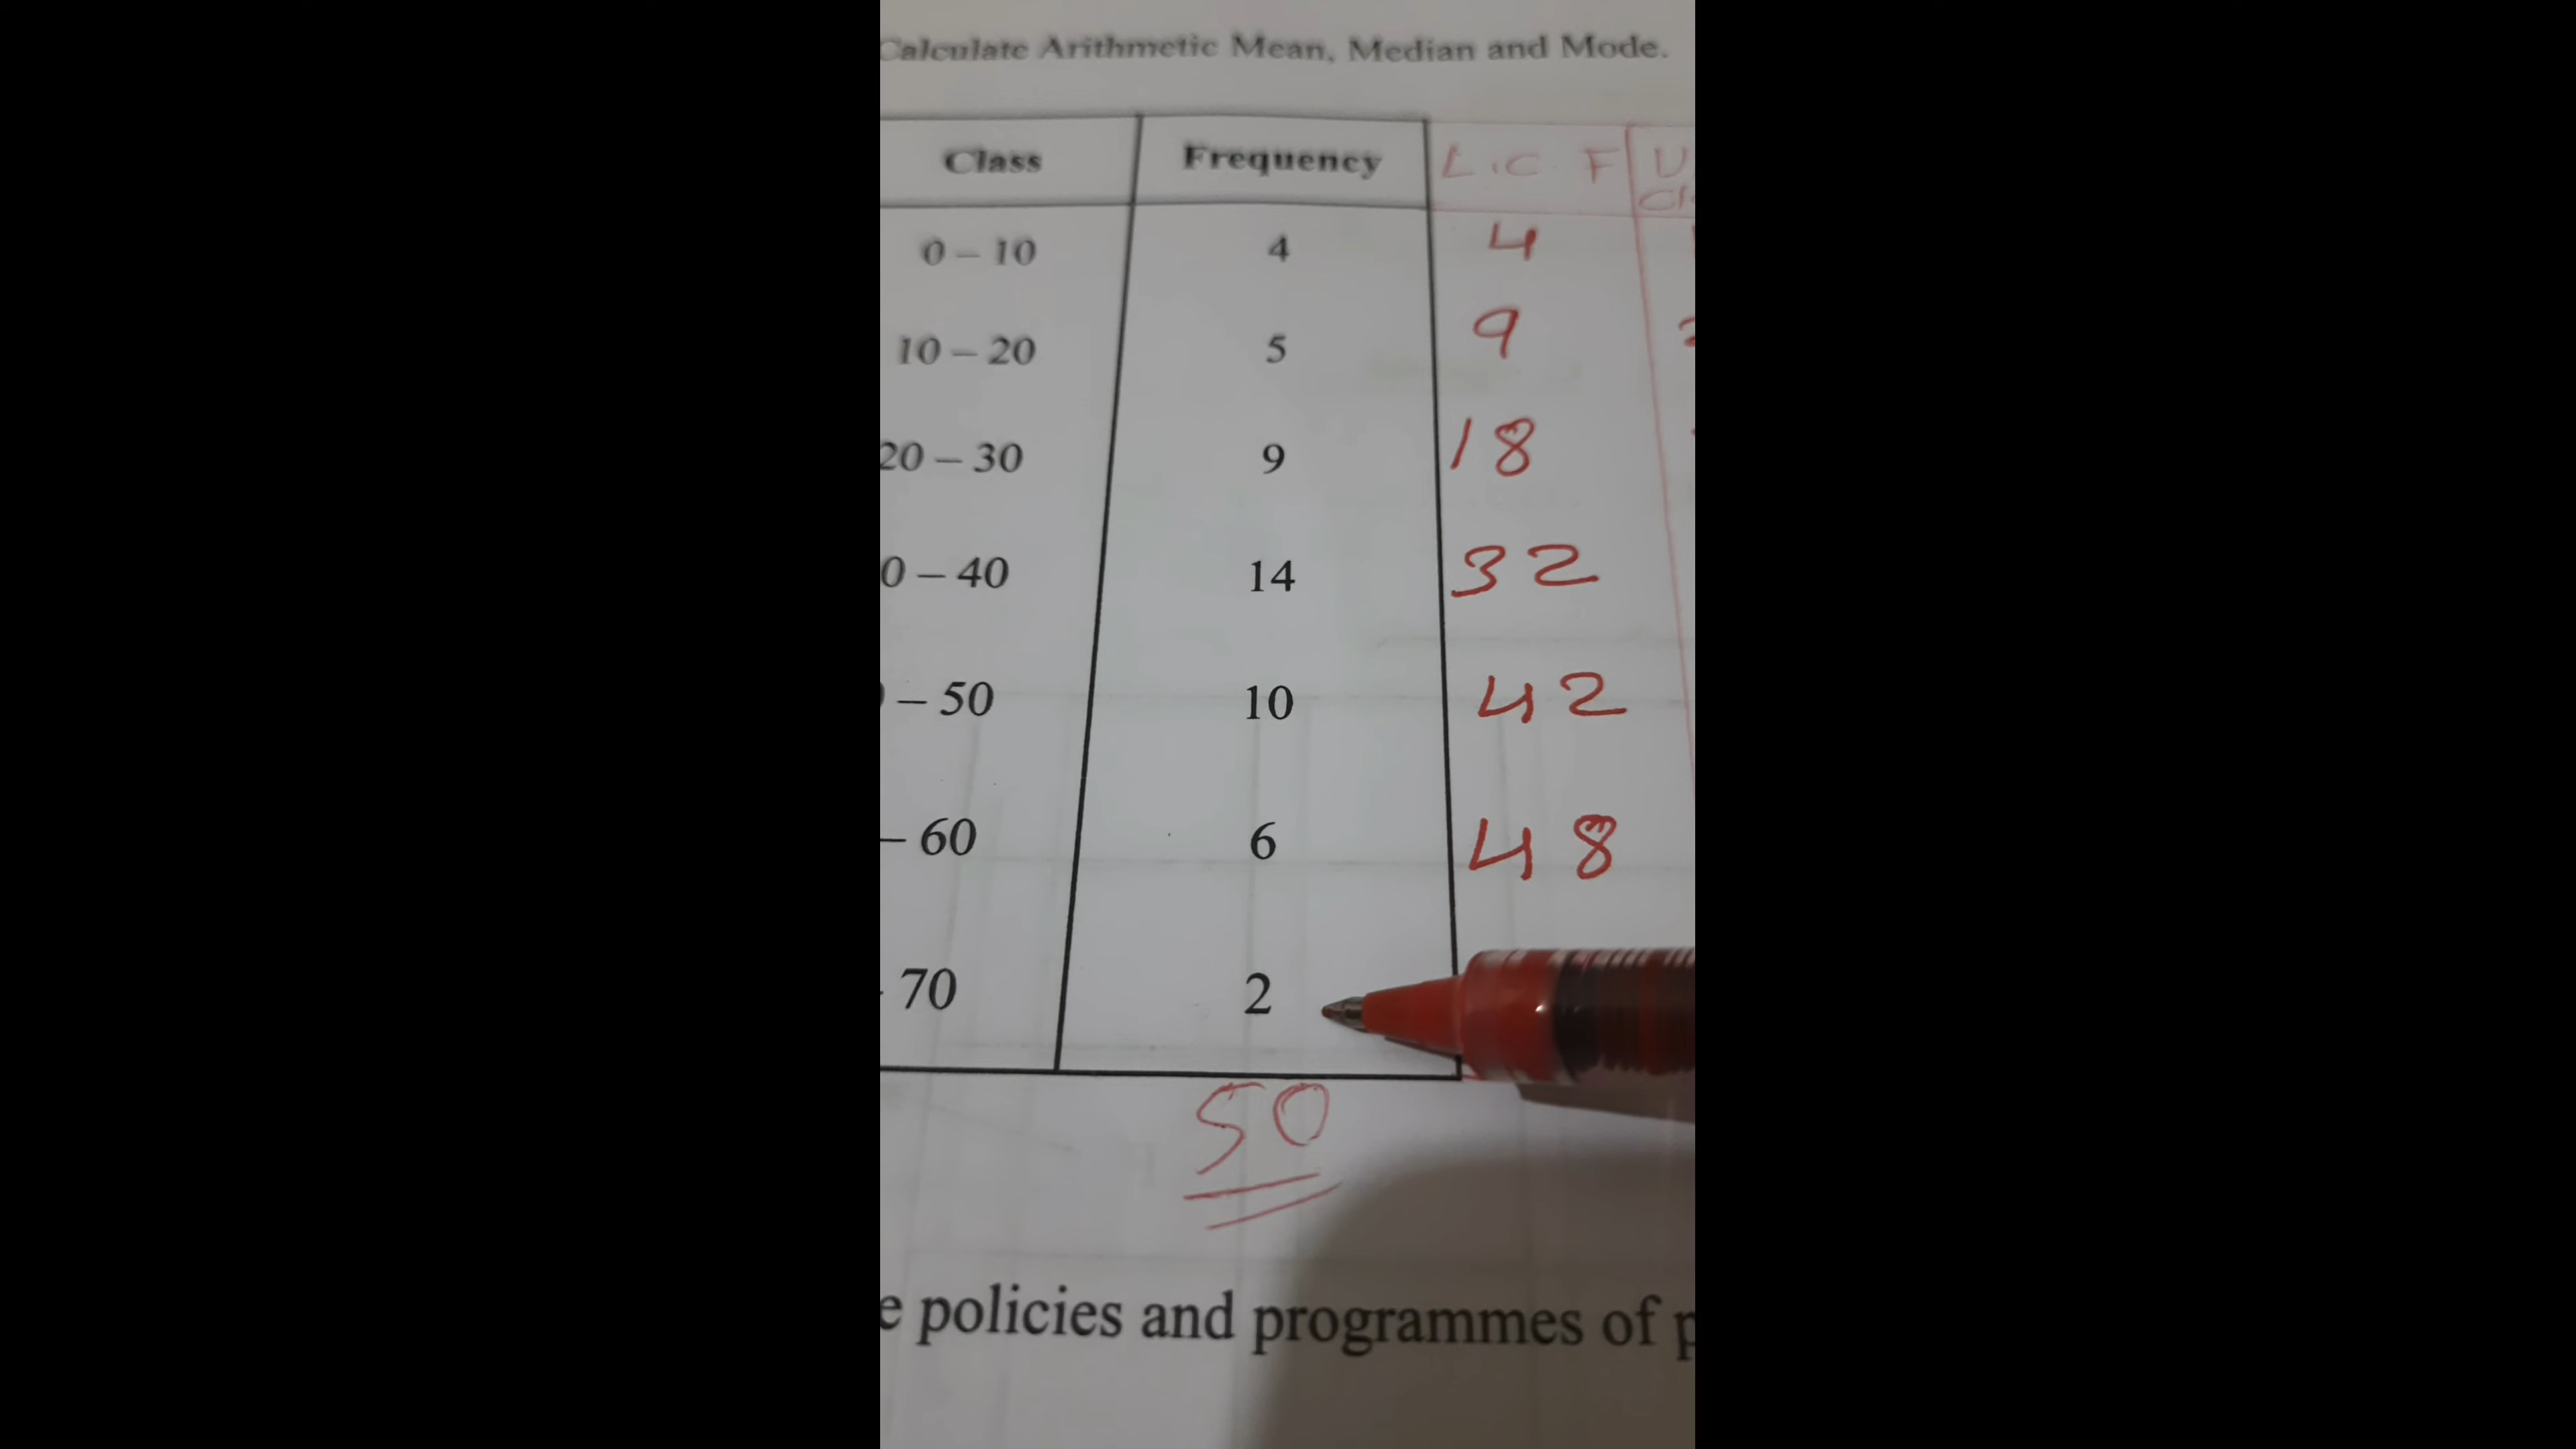 Calculate Arithmetic Mean, Median and Mode.
Class Frequency L.C.F
0 – 10 4 4
10 – 20 5 9
20 – 30 9 18
0 – 40 14 32
– 50 10 42
– 60 6 48
70 2
50
e policies and programmes of p